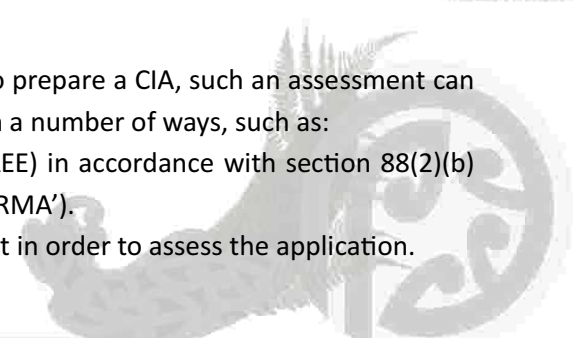 prepare a CIA, such an assessment can
a number of ways, such as:
EE) in accordance with section 88(2)(b)
RMA’).
t in order to assess the application.